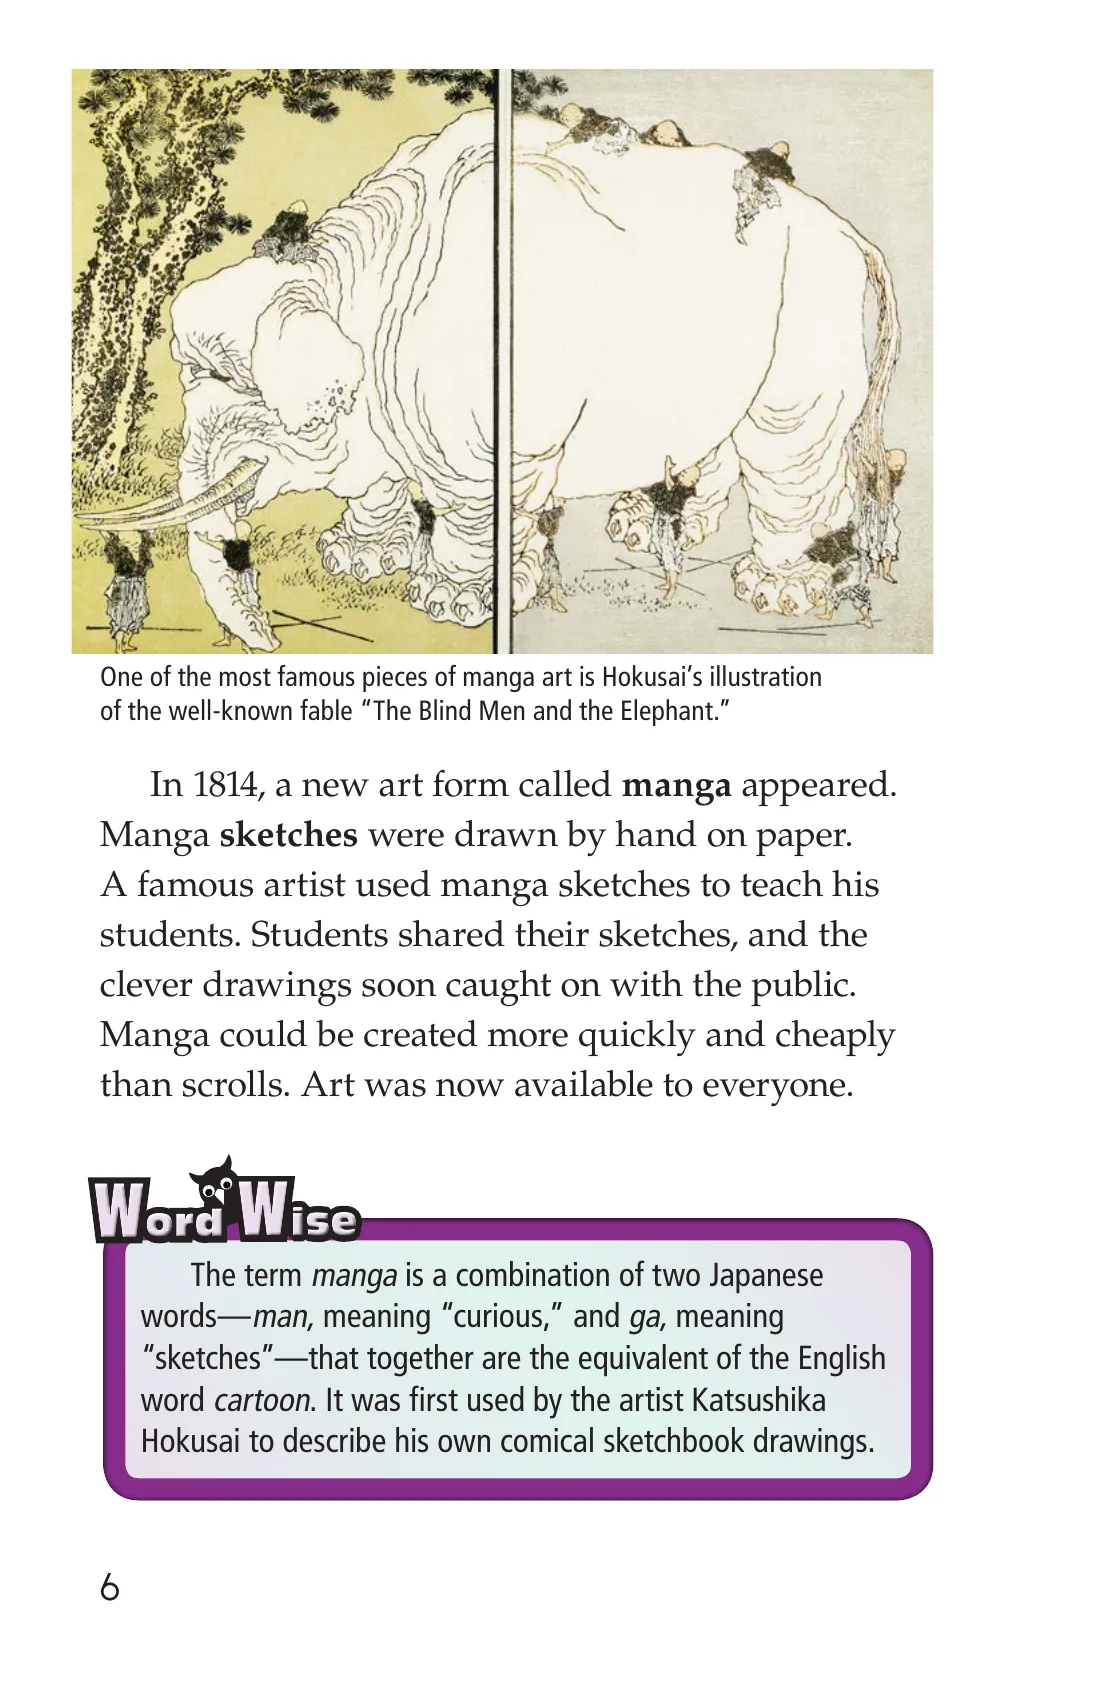 One of the most famous pieces of manga art is Hokusai’s illustration
of the well-known fable “The Blind Men and the Elephant.”
In 1814, a new art form called manga appeared.
Manga sketches were drawn by hand on paper.
A famous artist used manga sketches to teach his
students. Students shared their sketches, and the
clever drawings soon caught on with the public.
Manga could be created more quickly and cheaply
than scrolls. Art was now available to everyone.
Word Wise
The term manga is a combination of two Japanese
words—man, meaning “curious,” and ga, meaning
“sketches”—that together are the equivalent of the English
word cartoon. It was first used by the artist Katsushika
Hokusai to describe his own comical sketchbook drawings.
6